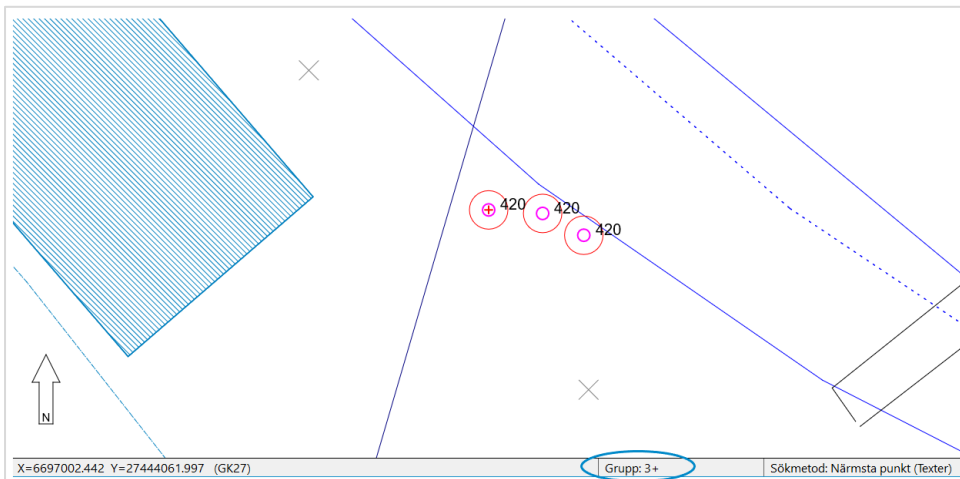 420
420
420
N
X=6697002.442 Y=27444061.997 (GK27)
Grupp: 3+
Sökmetod: Närmsta punkt (Texter)